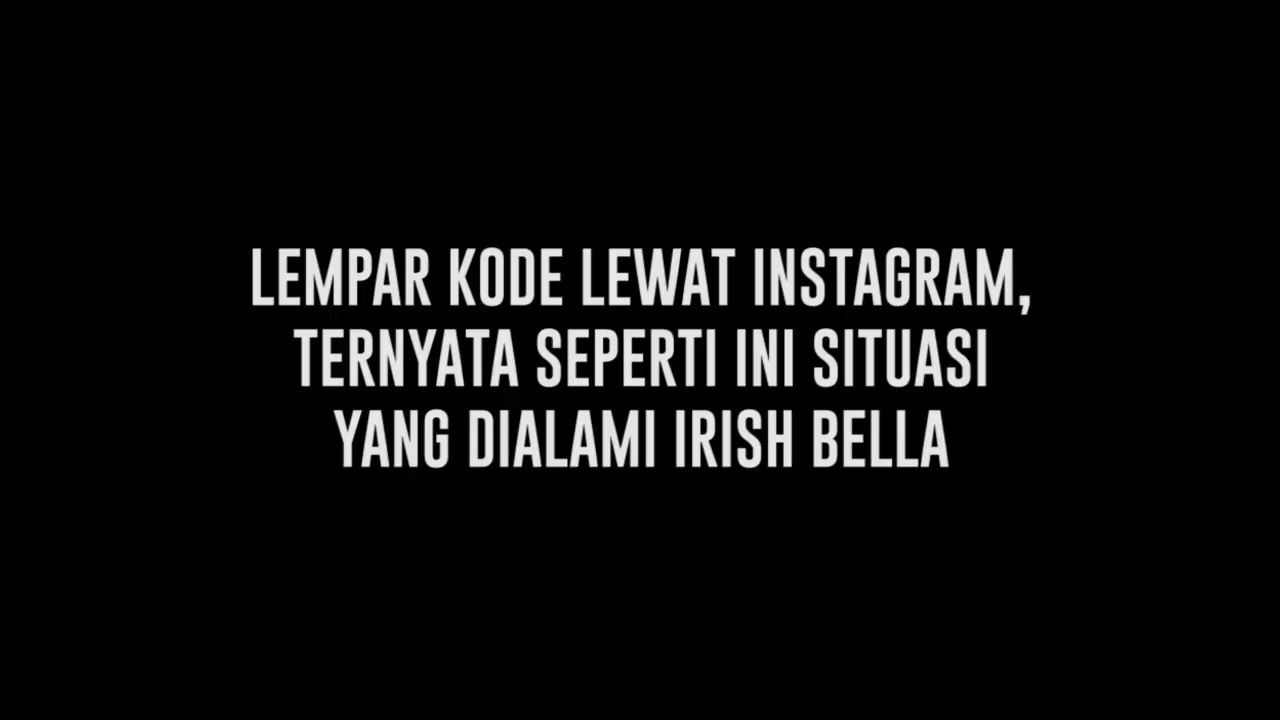 LEMPAR KODE LEWAT INSTAGRAM,
TERNYATA SEPERTI INI SITUASI
YANG DIALAMI IRISH BELLA